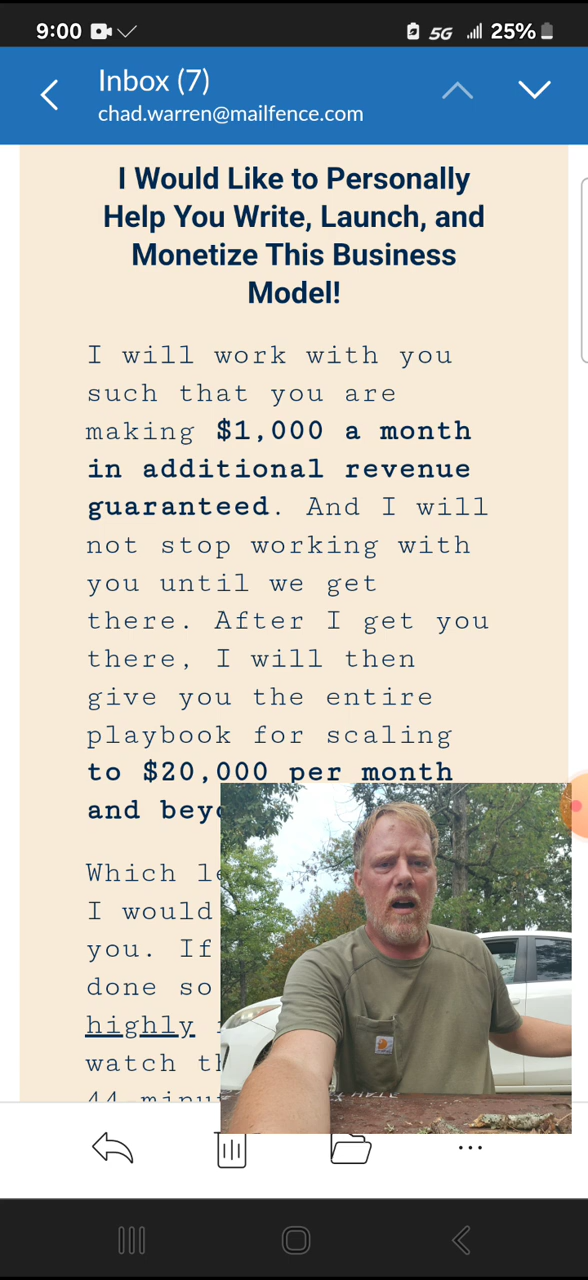 9:00
5G
25%
Inbox (7)
chad.warren@mailfence.com
I Would Like to Personally
Help You Write, Launch, and
Monetize This Business
Model!
I will work with you
such that you are
making $1,000 a month
in additional revenue
guaranteed. And I will
not stop working with
you until we get
there. After I get you
there, I will then
give you the entire
playbook for scaling
to $20,000 per month
and
Which
I would
you. If
done so
highly
watch